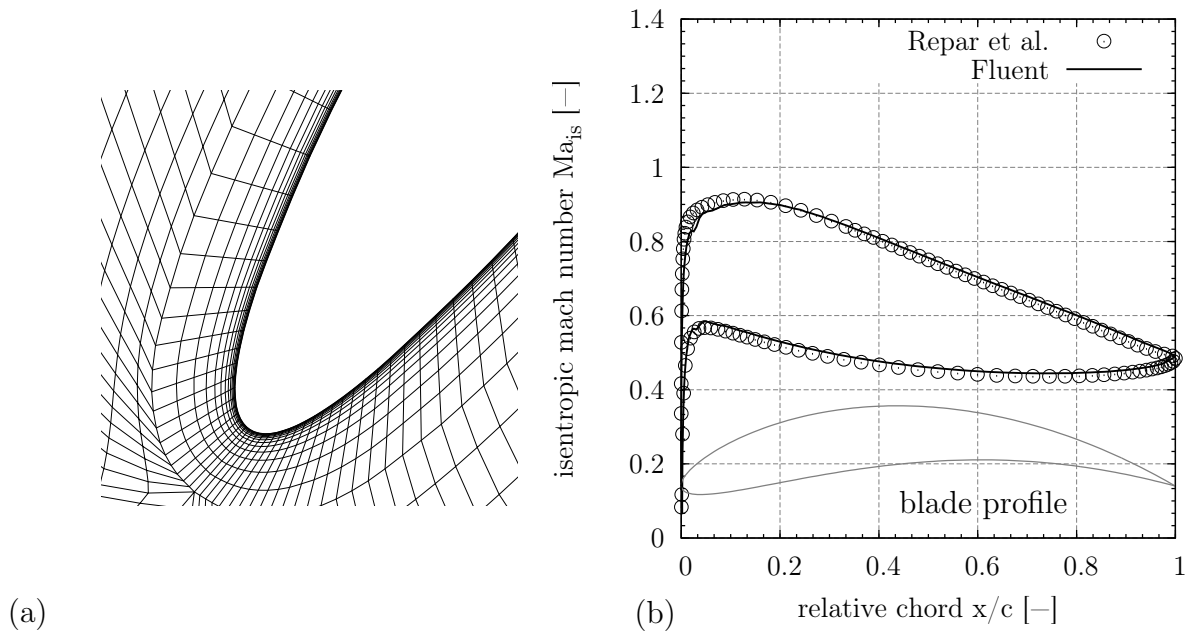 (a)
isentropic mach number Ma_is [−]
1.4
1.2
1
0.8
0.6
0.4
0.2
0
Repar et al.
Fluent
blade profile
0 0.2 0.4 0.6 0.8 1
relative chord x/c [−]
(b)